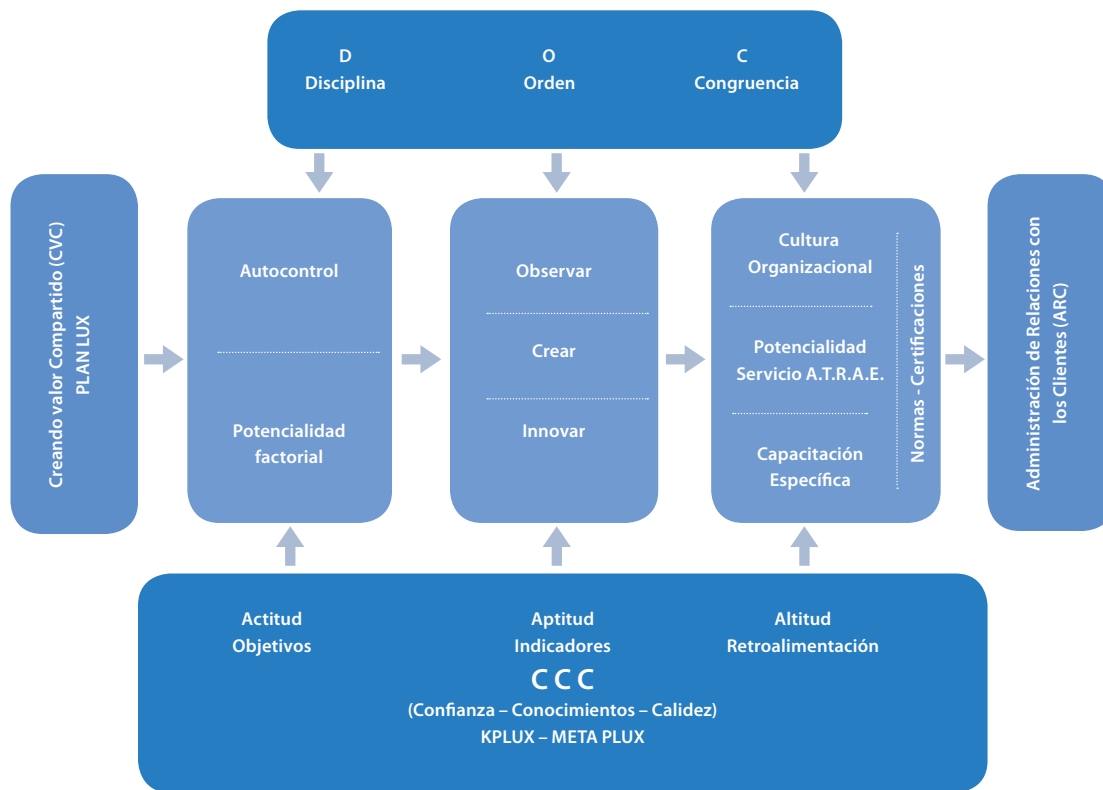 D
Disciplina
O
Orden
C
Congruencia
Creando valor Compartido (CVC)
PLAN LUX
Autocontrol
Potencialidad
factorial
Observar
Crear
Innovar
Cultura
Organizacional
Potencialidad
Servicio A.T.R.A.E.
Capacitación
Específica
Normas - Certificaciones
Administración de Relaciones con
los Clientes (ARC)
Actitud
Objetivos
Aptitud
Indicadores
Altitud
Retroalimentación
C C C
(Confianza – Conocimientos – Calidez)
KPLUX – META PLUX